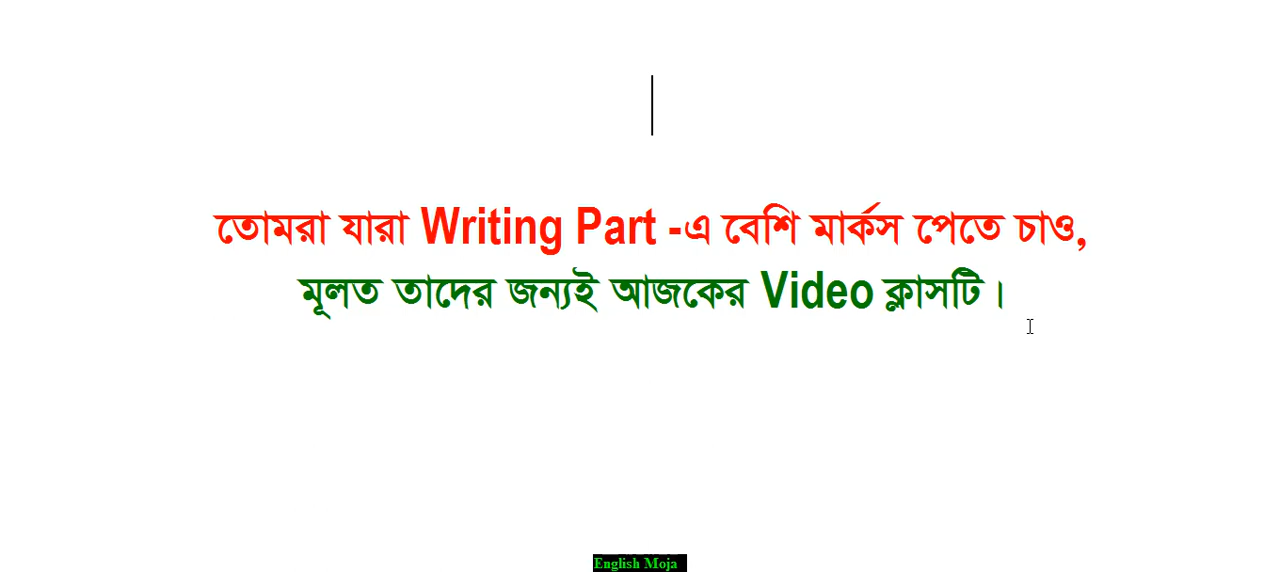 তোমরা যারা Writing Part -এ বেশি মার্কস পেতে চাও,
মূলত তাদের জন্যই আজকের Video ক্লাসটি।
English Moja